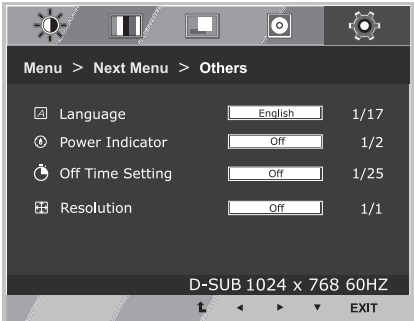 Menu > Next Menu > Others
Language English 1/17
Power Indicator Off 1/2
Off Time Setting Off 1/25
Resolution Off 1/1
D-SUB 1024 x 768 60HZ
EXIT